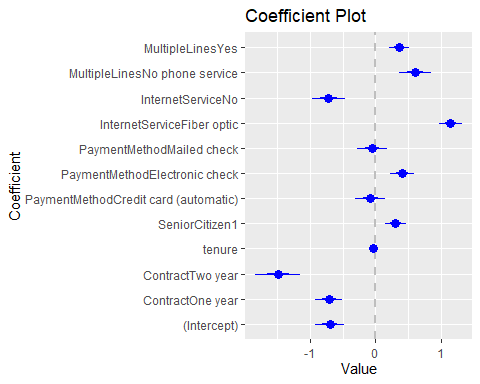 Coefficient Plot
Coefficient
MultipleLinesYes
MultipleLinesNo phone service
InternetServiceNo
InternetServiceFiber optic
PaymentMethodMailed check
PaymentMethodElectronic check
PaymentMethodCredit card (automatic)
SeniorCitizen1
tenure
ContractTwo year
ContractOne year
(Intercept)
-1 0 1
Value